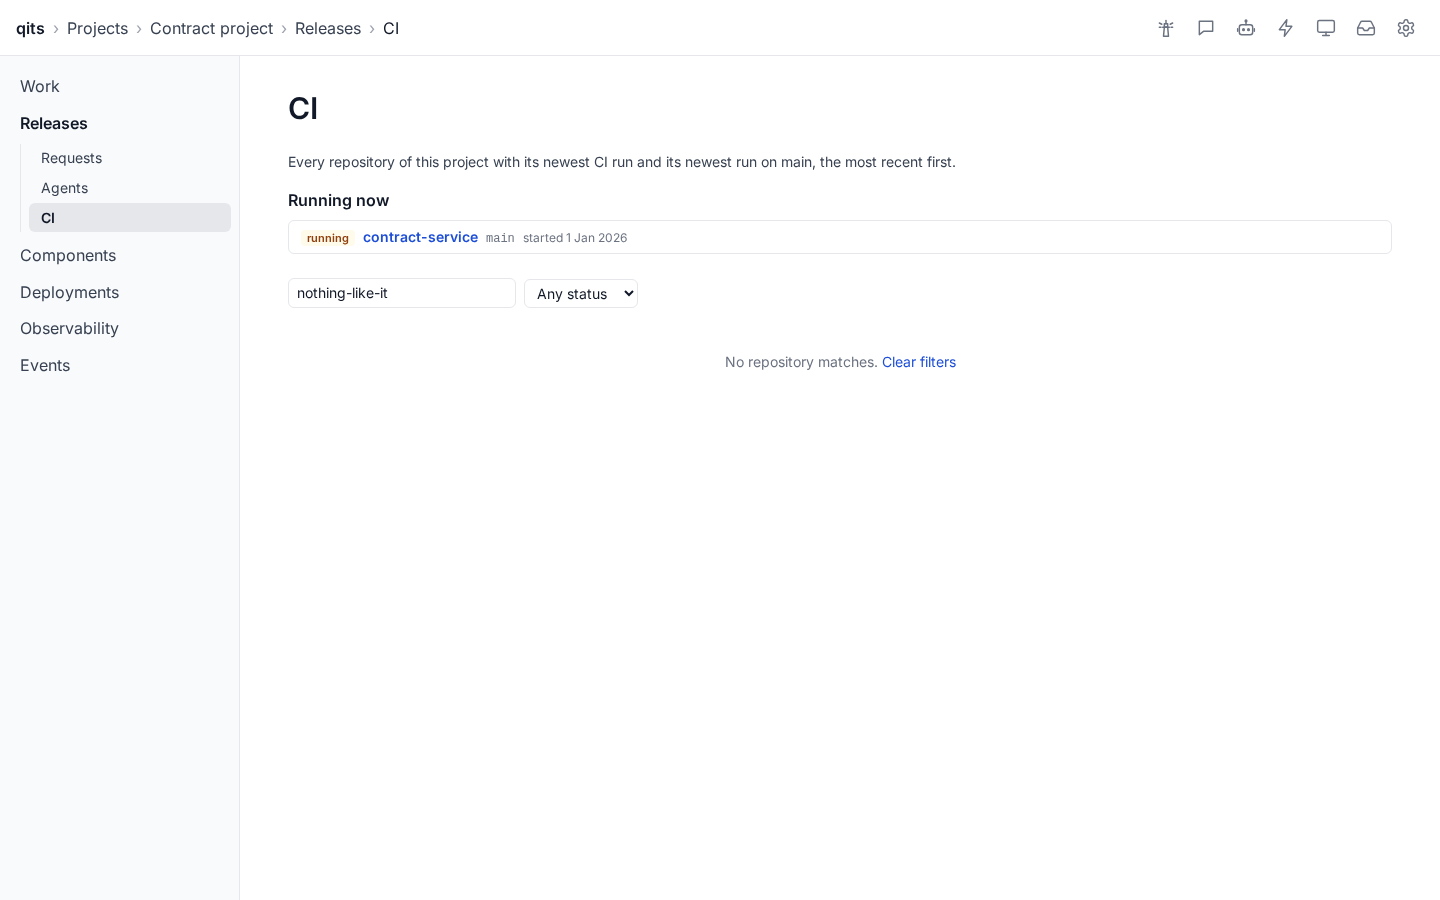 qits › Projects › Contract project › Releases › CI
Work
Releases
Requests
Agents
CI
Components
Deployments
Observability
Events
CI
Every repository of this project with its newest CI run and its newest run on main, the most recent first.
Running now
running contract-service main started 1 Jan 2026
nothing-like-it Any status
No repository matches. Clear filters